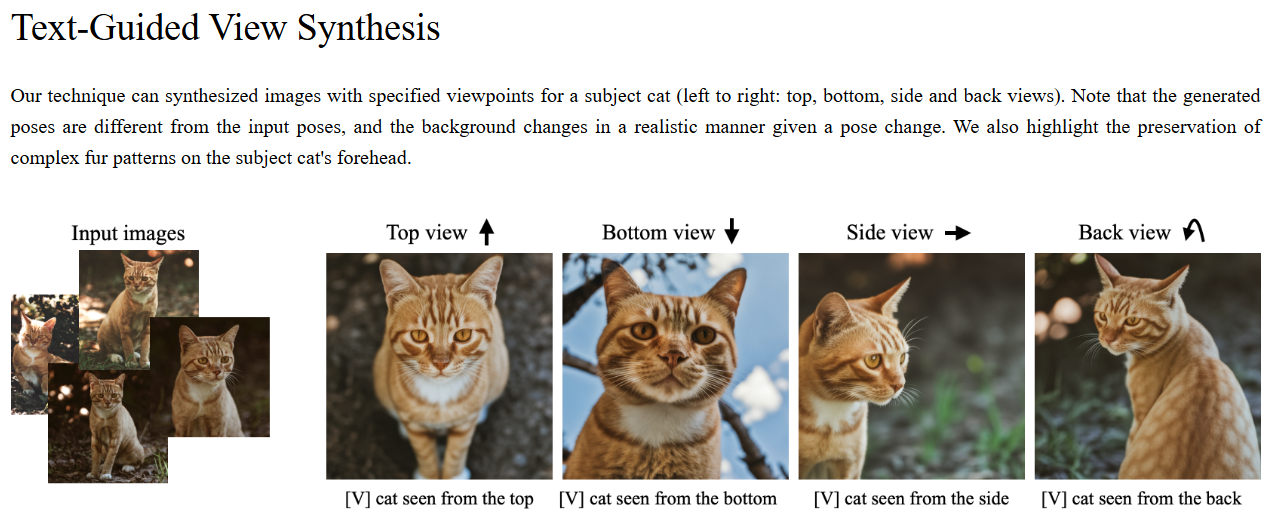 Text-Guided View Synthesis
Our technique can synthesized images with specified viewpoints for a subject cat (left to right: top, bottom, side and back views). Note that the generated
poses are different from the input poses, and the background changes in a realistic manner given a pose change. We also highlight the preservation of
complex fur patterns on the subject cat's forehead.
Input images
Top view
Bottom view
Side view
Back view
[V] cat seen from the top
[V] cat seen from the bottom
[V] cat seen from the side
[V] cat seen from the back